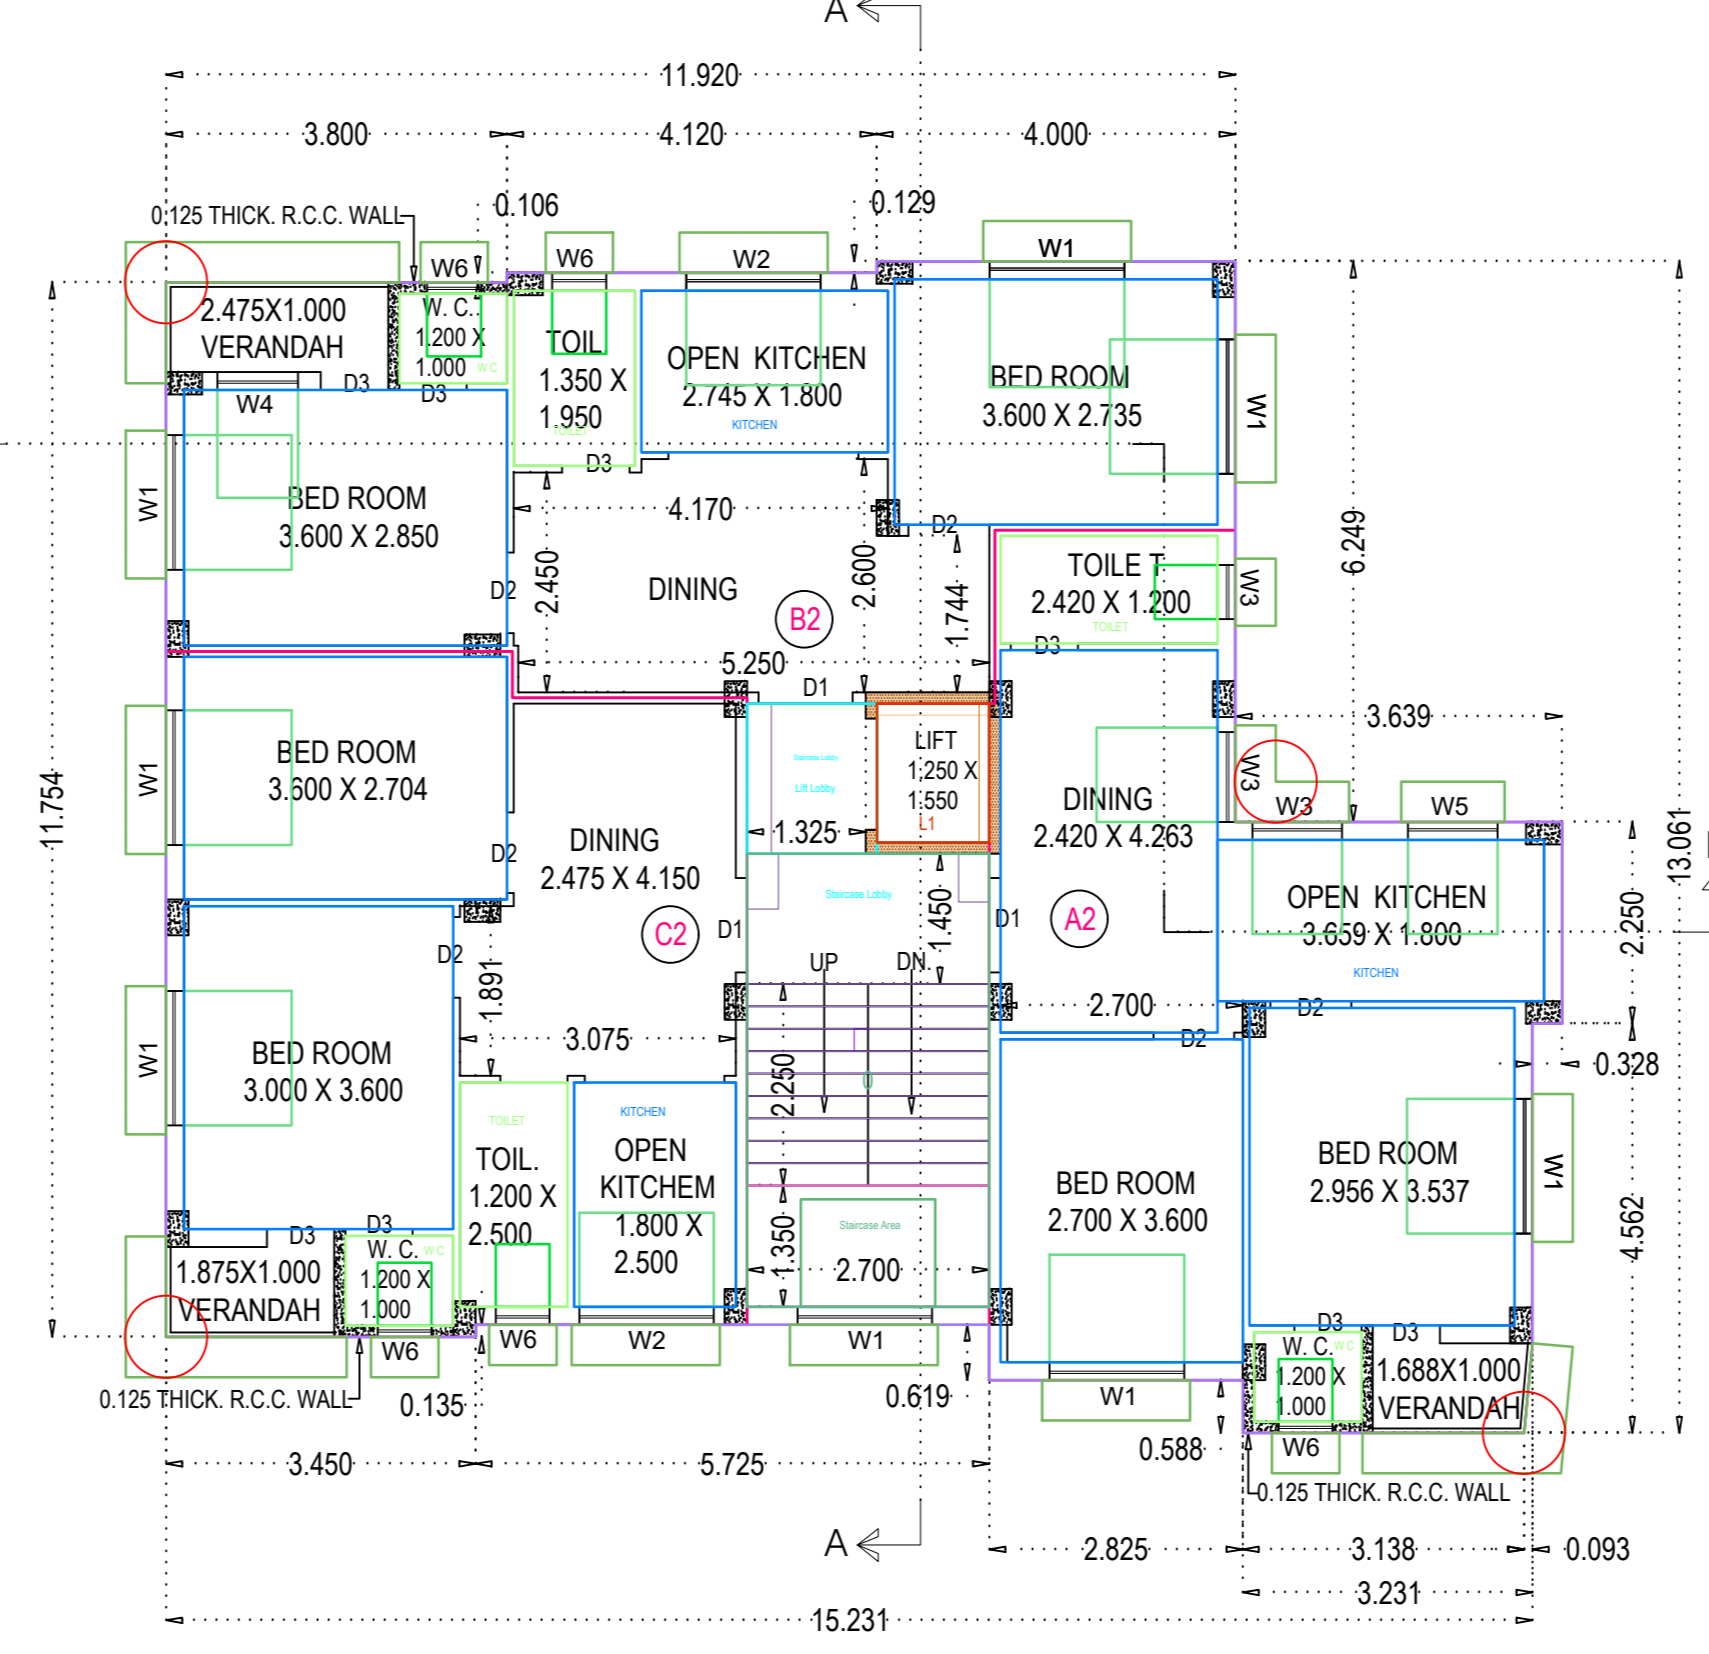 A
11.920
3.800
4.120
4.000
0.106
0.129
0.125 THICK. R.C.C. WALL
W6
W6
W2
W1
2.475X1.000
VERANDAH
W. C.
1.200 X
1.000
W.C.
TOIL
1.350 X
1.950
TOILET
OPEN KITCHEN
2.745 X 1.800
KITCHEN
BED ROOM
3.600 X 2.735
W1
D3
D3
W4
D3
W1
BED ROOM
3.600 X 2.850
4.170
D2
D2
2.450
DINING
2.600
1.744
B2
TOILE T
2.420 X 1.200
TOILET
W3
D3
6.249
5.250
D1
3.639
W1
BED ROOM
3.600 X 2.704
11.754
Staircase Lobby
Lift Lobby
LIFT
1.250 X
1.550
L1
1.325
DINING
2.420 X 4.263
W3
W3
W5
13.061
D2
DINING
2.475 X 4.150
Staircase Lobby
OPEN KITCHEN
3.659 X 1.800
KITCHEN
2.250
C2
D1
1.450
D1
A2
D2
1.891
UP
DN.
2.700
D2
D2
3.075
0.328
W1
BED ROOM
3.000 X 3.600
2.250
TOILET
KITCHEN
TOIL.
1.200 X
2.500
OPEN
KITCHEM
1.800 X
2.500
BED ROOM
2.700 X 3.600
BED ROOM
2.956 X 3.537
W1
4.562
D3
D3
W. C.
W C
1.200 X
1.000
1.875X1.000
VERANDAH
1.350
Staircase Area
2.700
D3
D3
W. C.
W C
1.200 X
1.000
1.688X1.000
VERANDAH
W6
W6
W2
W1
W1
W6
0.125 THICK. R.C.C. WALL
0.135
0.619
0.588
3.450
5.725
0.125 THICK. R.C.C. WALL
A
2.825
3.138
0.093
3.231
15.231